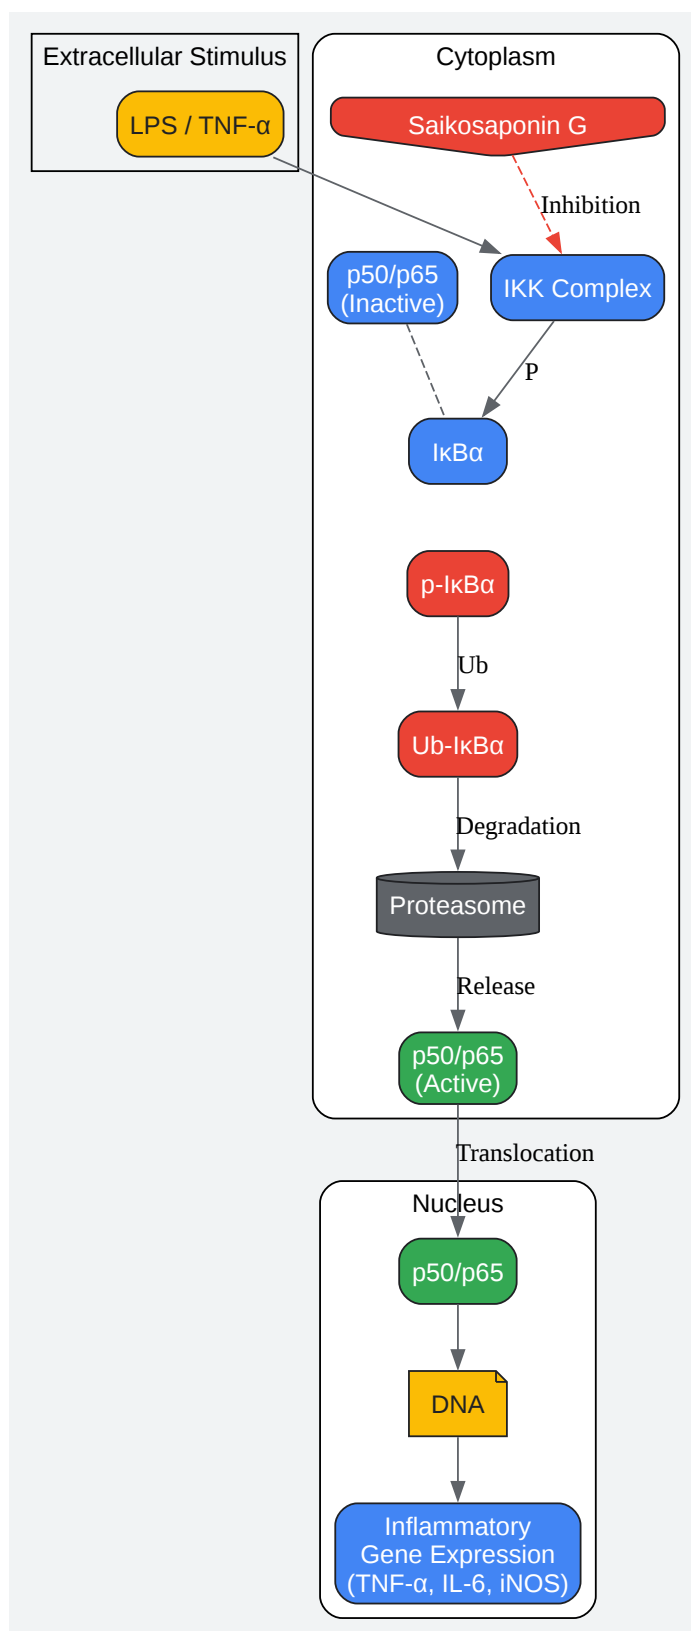 Extracellular Stimulus
Cytoplasm
LPS / TNF-α
Saikosaponin G
Inhibition
p50/p65
(Inactive)
IKK Complex
P
IκBα
p-IκBα
Ub
Ub-IκBα
Degradation
Proteasome
Release
p50/p65
(Active)
Translocation
Nucleus
p50/p65
DNA
Inflammatory
Gene Expression
(TNF-α, IL-6, iNOS)